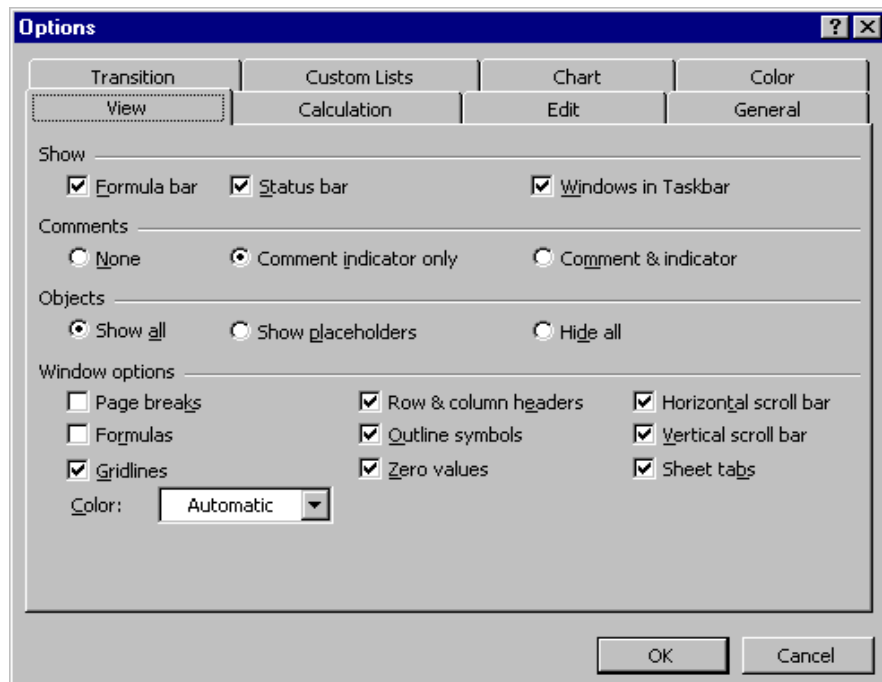 Options
Transition Custom Lists Chart Color
View Calculation Edit General
Show
Formula bar Status bar Windows in Taskbar
Comments
None Comment indicator only Comment & indicator
Objects
Show all Show placeholders Hide all
Window options
Page breaks Row & column headers Horizontal scroll bar
Formulas Outline symbols Vertical scroll bar
Gridlines Zero values Sheet tabs
Color: Automatic
OK Cancel